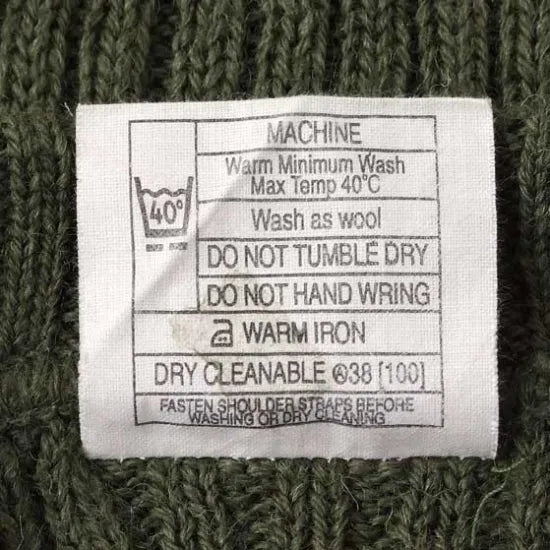 MACHINE
Warm Minimum Wash
Max Temp 40°C
40°
Wash as wool
DO NOT TUMBLE DRY
DO NOT HAND WRING
WARM IRON
DRY CLEANABLE Ⓐ38 [100]
FASTEN SHOULDER STRAPS BEFORE
WASHING OR DRY CLEANING